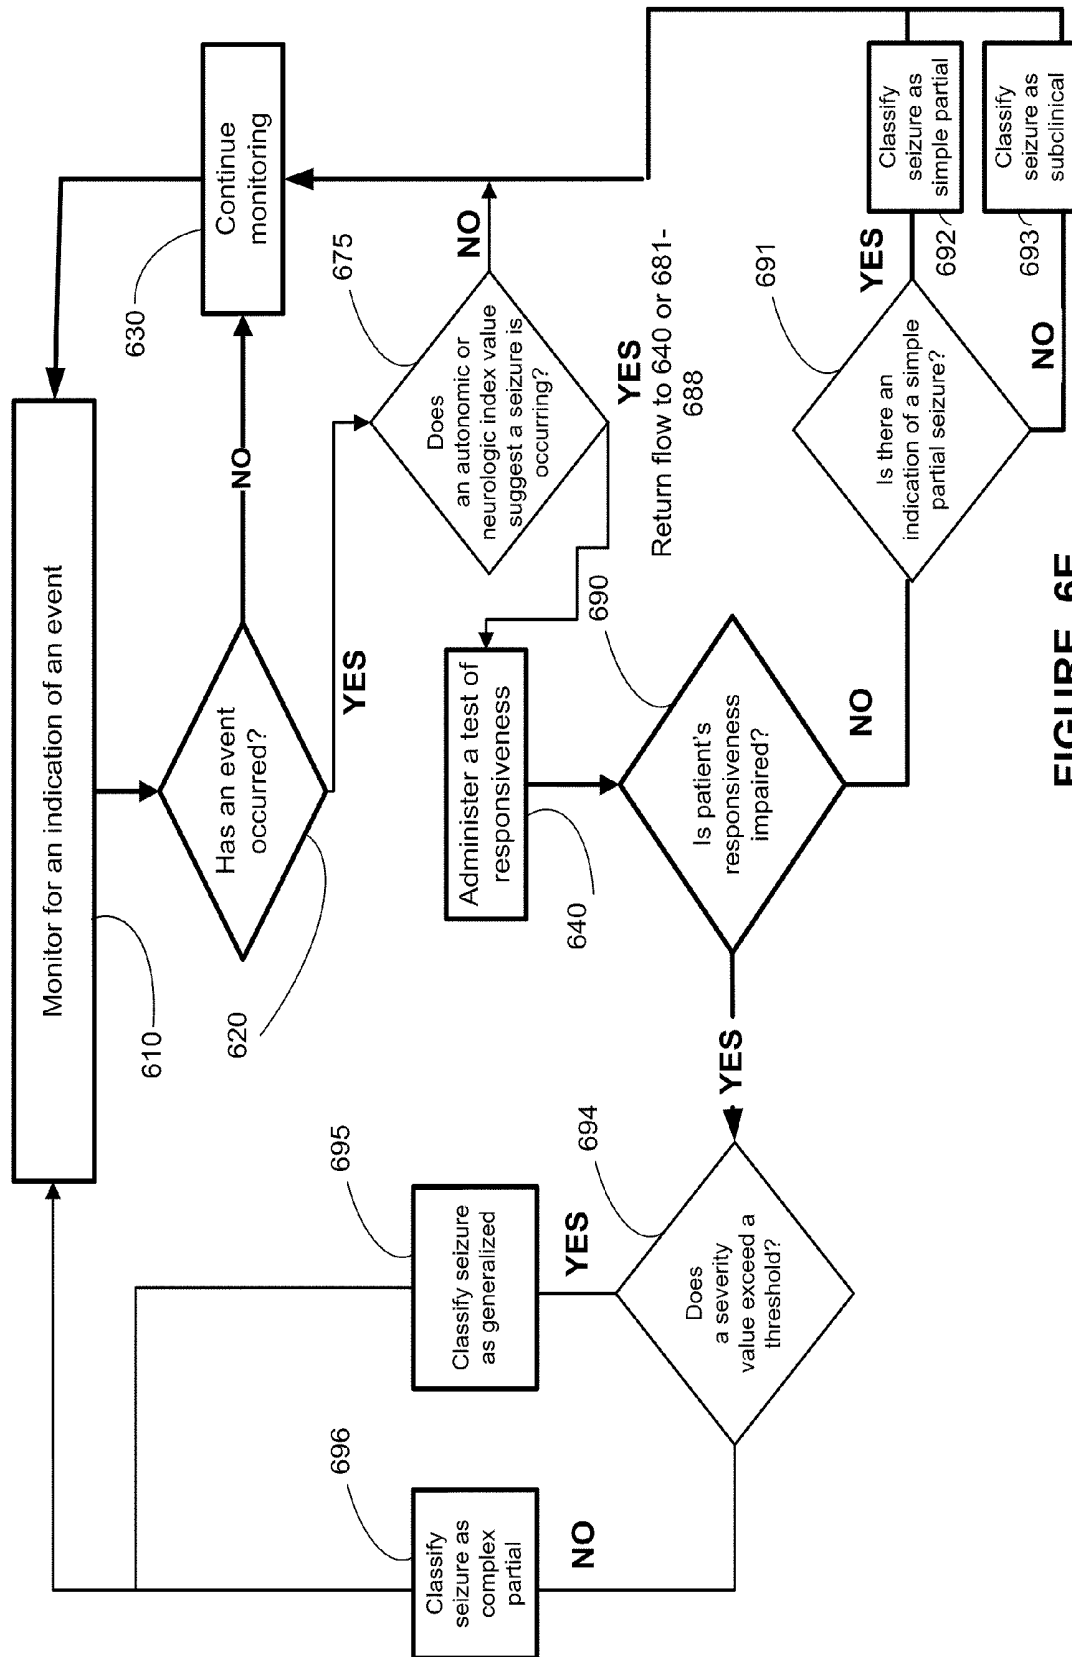 Monitor for an indication of an event
610
Has an event
occurred?
620
NO
YES
Continue
monitoring
630
Does
an autonomic or
neurologic index value
suggest a seizure is
occurring?
675
NO
YES
Return flow to 640 or 681-
688
Administer a test of
responsiveness
640
Is patient's
responsiveness
impaired?
690
YES
NO
Is there an
indication of a simple
partial seizure?
691
YES
NO
Classify
seizure as
simple partial
692
Classify
seizure as
subclinical
693
Does
a severity
value exceed a
threshold?
694
YES
NO
Classify seizure
as generalized
695
Classify
seizure as
complex
partial
696
FIGURE